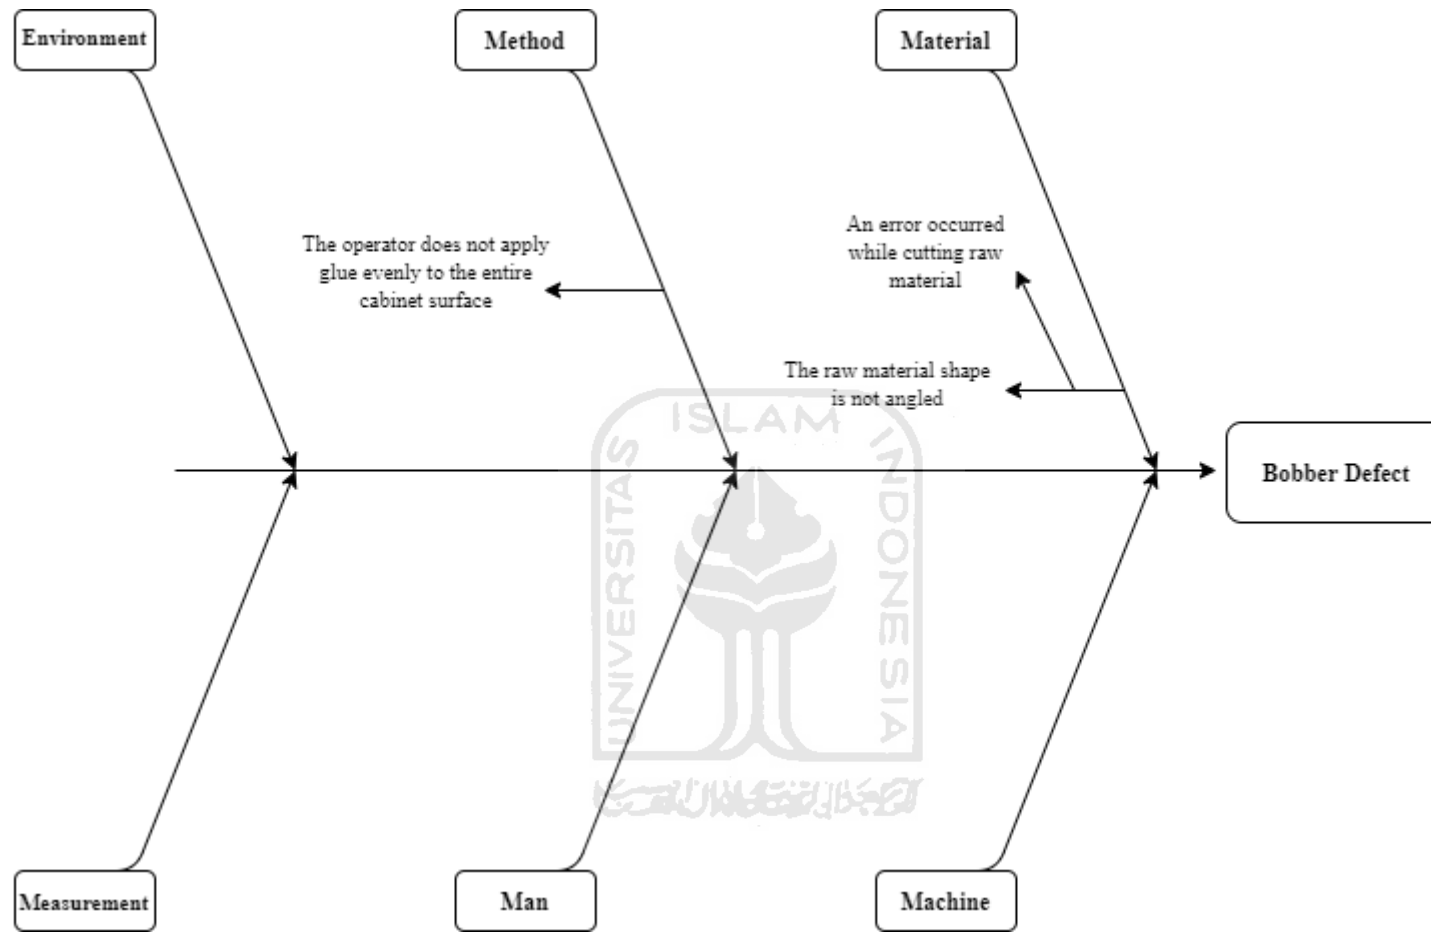 Environment
Method
Material
The operator does not apply
glue evenly to the entire
cabinet surface
An error occurred
while cutting raw
material
The raw material shape
is not angled
Bobber Defect
UNIVERSITAS
ISLAM
INDONESIA
Measurement
Man
Machine